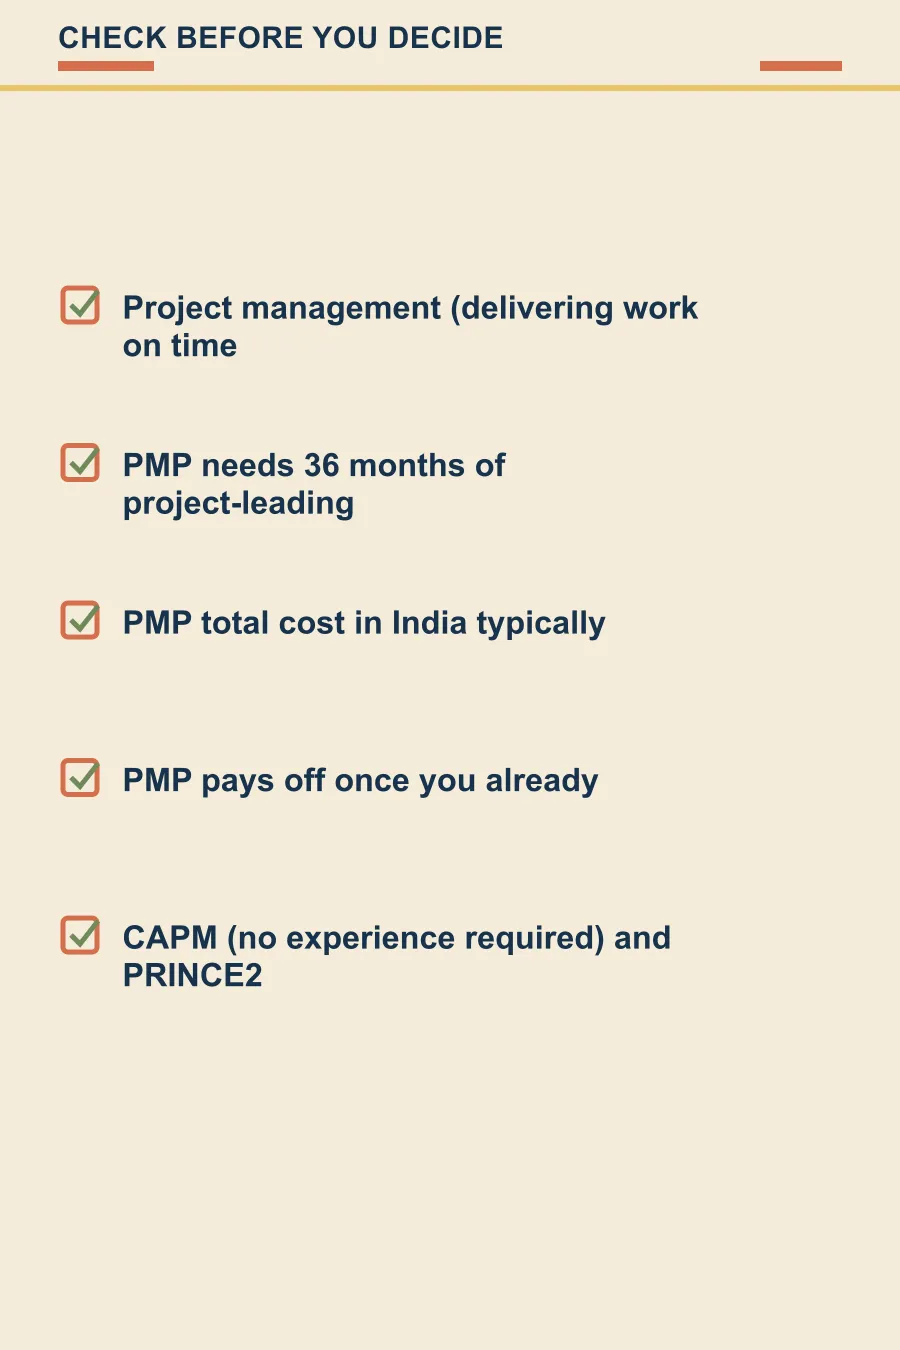 CHECK BEFORE YOU DECIDE
Project management (delivering work
on time
PMP needs 36 months of
project-leading
PMP total cost in India typically
PMP pays off once you already
CAPM (no experience required) and
PRINCE2